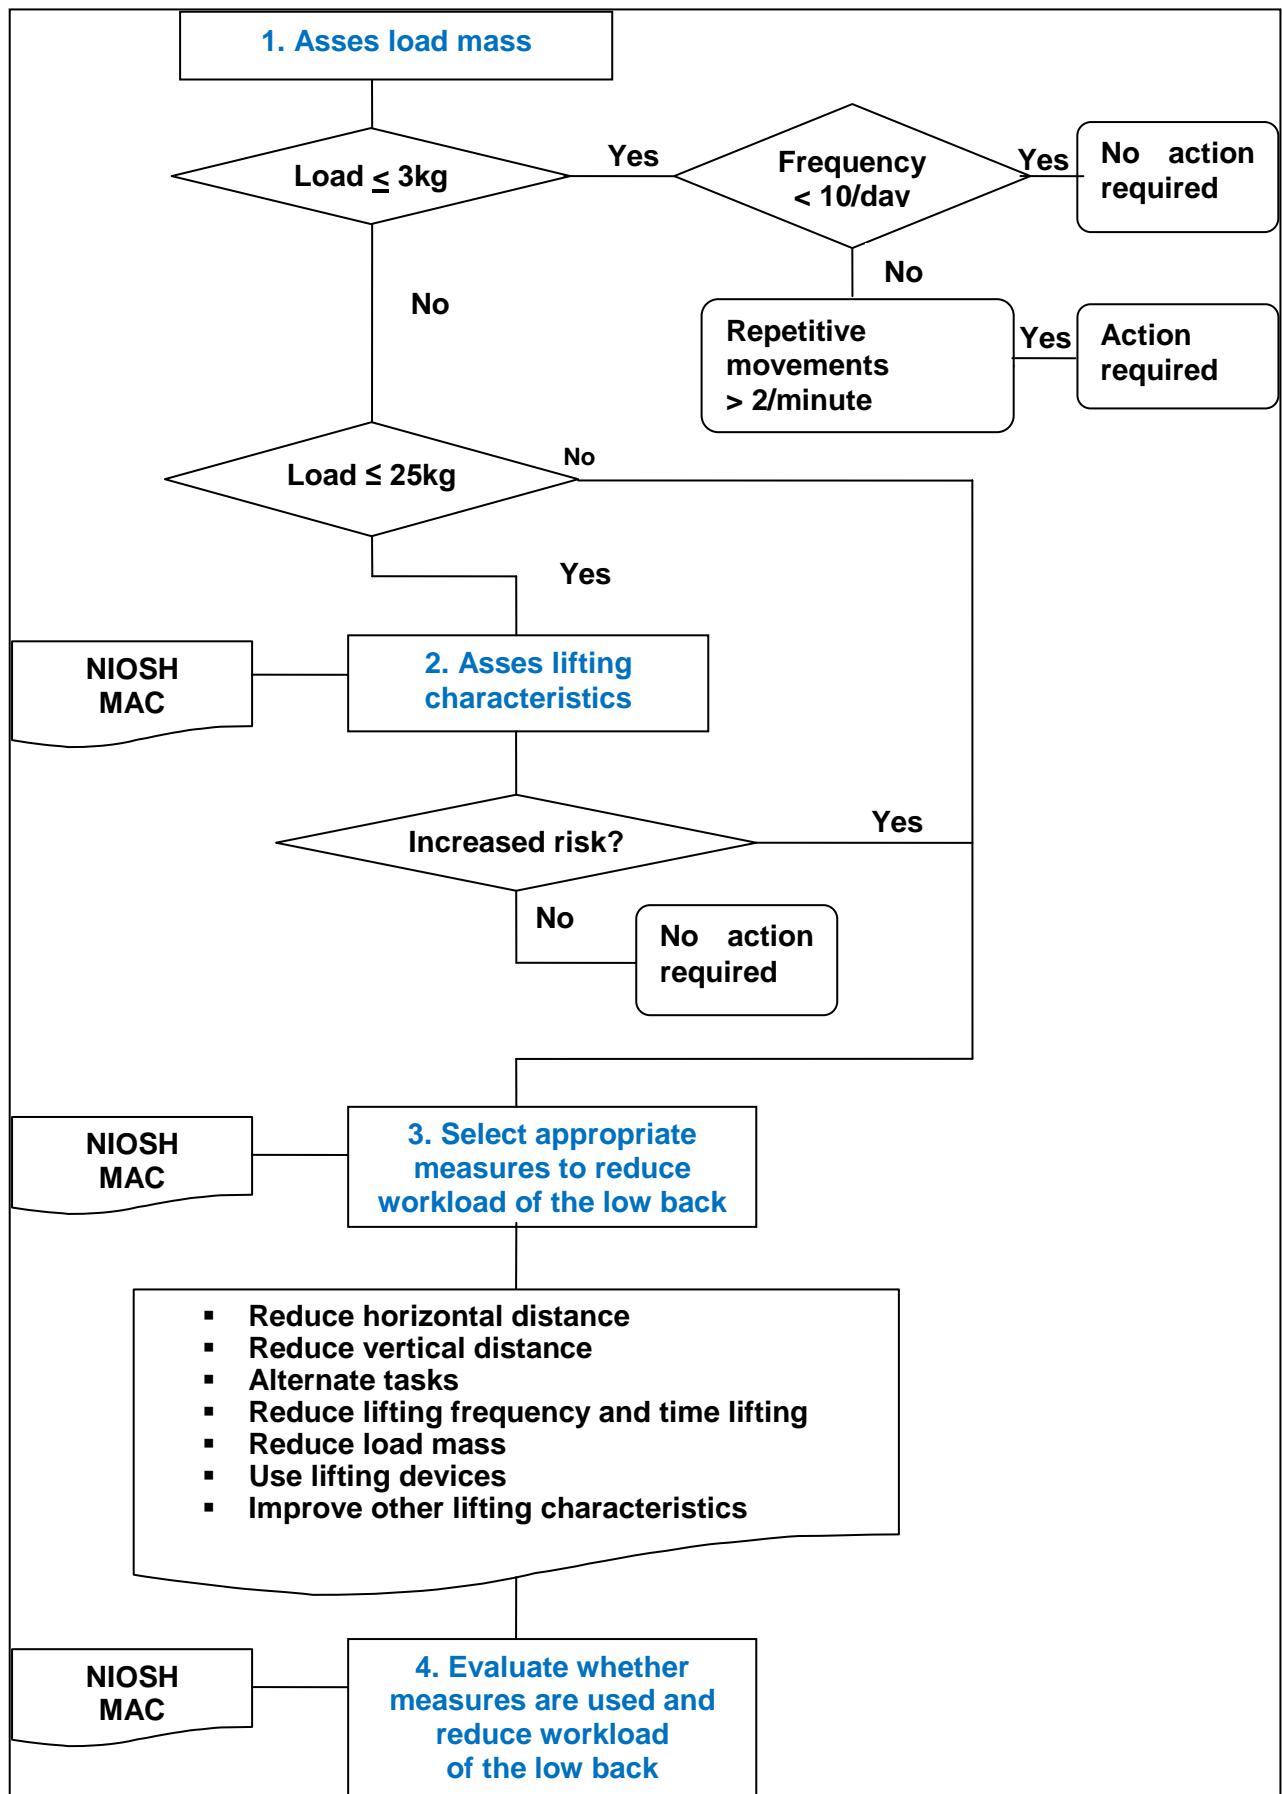 1. Asses load mass
Load ≤ 3kg
Yes
Frequency
< 10/dav
Yes
No action
required
No
No
Repetitive
movements
> 2/minute
Yes
Action
required
Load ≤ 25kg
No
Yes
NIOSH
MAC
2. Asses lifting
characteristics
Increased risk?
Yes
No
No action
required
NIOSH
MAC
3. Select appropriate
measures to reduce
workload of the low back
▪ Reduce horizontal distance
▪ Reduce vertical distance
▪ Alternate tasks
▪ Reduce lifting frequency and time lifting
▪ Reduce load mass
▪ Use lifting devices
▪ Improve other lifting characteristics
NIOSH
MAC
4. Evaluate whether
measures are used and
reduce workload
of the low back